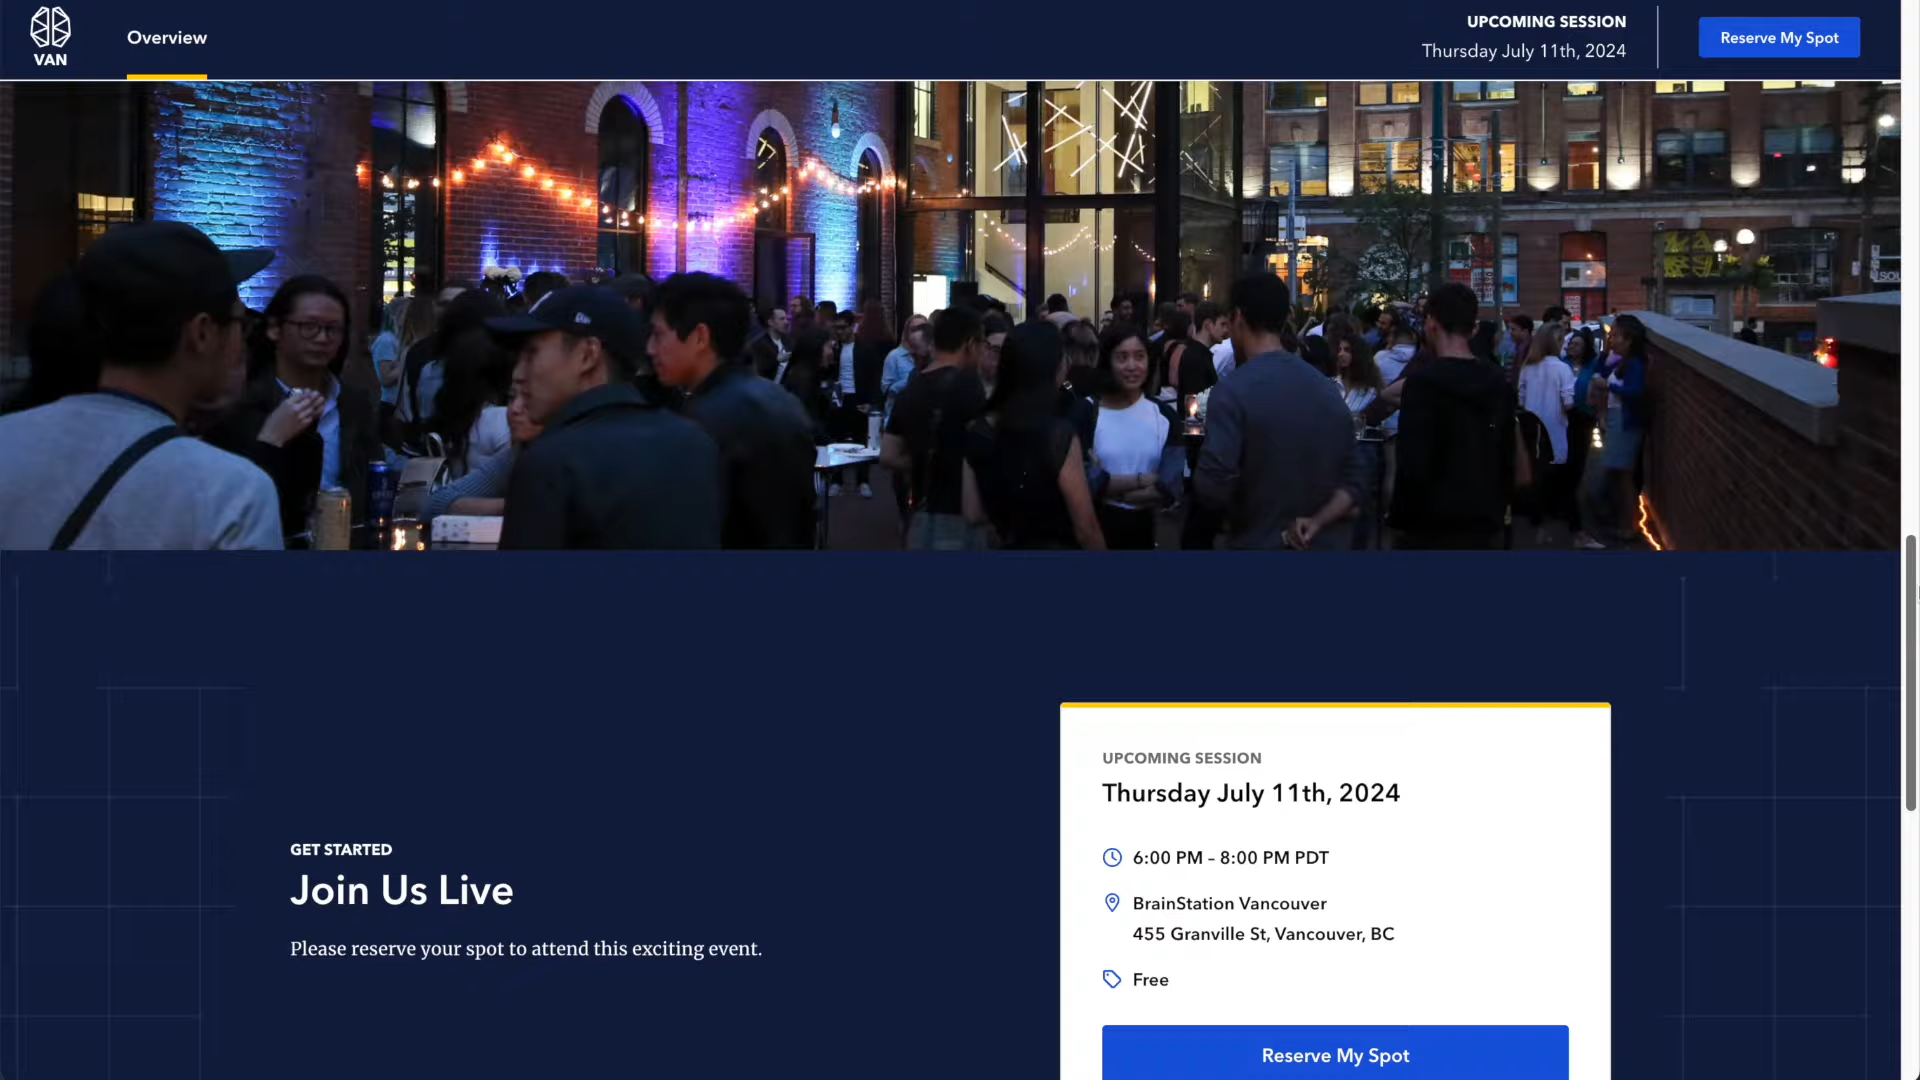 VAN
Overview
UPCOMING SESSION
Thursday July 11th, 2024
Reserve My Spot
GET STARTED
Join Us Live
Please reserve your spot to attend this exciting event.
UPCOMING SESSION
Thursday July 11th, 2024
6:00 PM – 8:00 PM PDT
BrainStation Vancouver
455 Granville St, Vancouver, BC
Free
Reserve My Spot